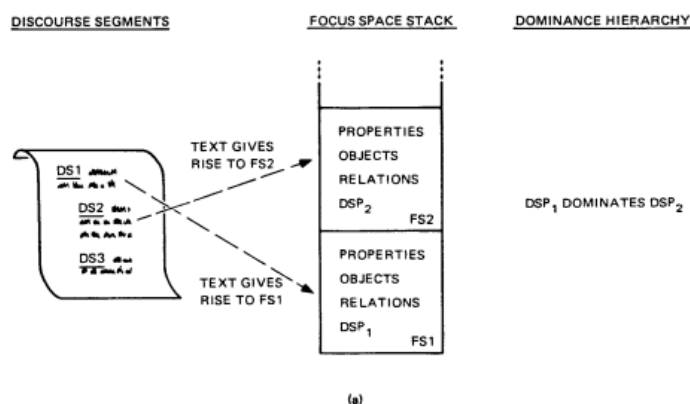 DISCOURSE SEGMENTS
FOCUS SPACE STACK
DOMINANCE HIERARCHY
DS1
DS2
DS3
TEXT GIVES
RISE TO FS2
TEXT GIVES
RISE TO FS1
PROPERTIES
OBJECTS
RELATIONS
DSP₂
FS2
PROPERTIES
OBJECTS
RELATIONS
DSP₁
FS1
DSP₁ DOMINATES DSP₂
(a)